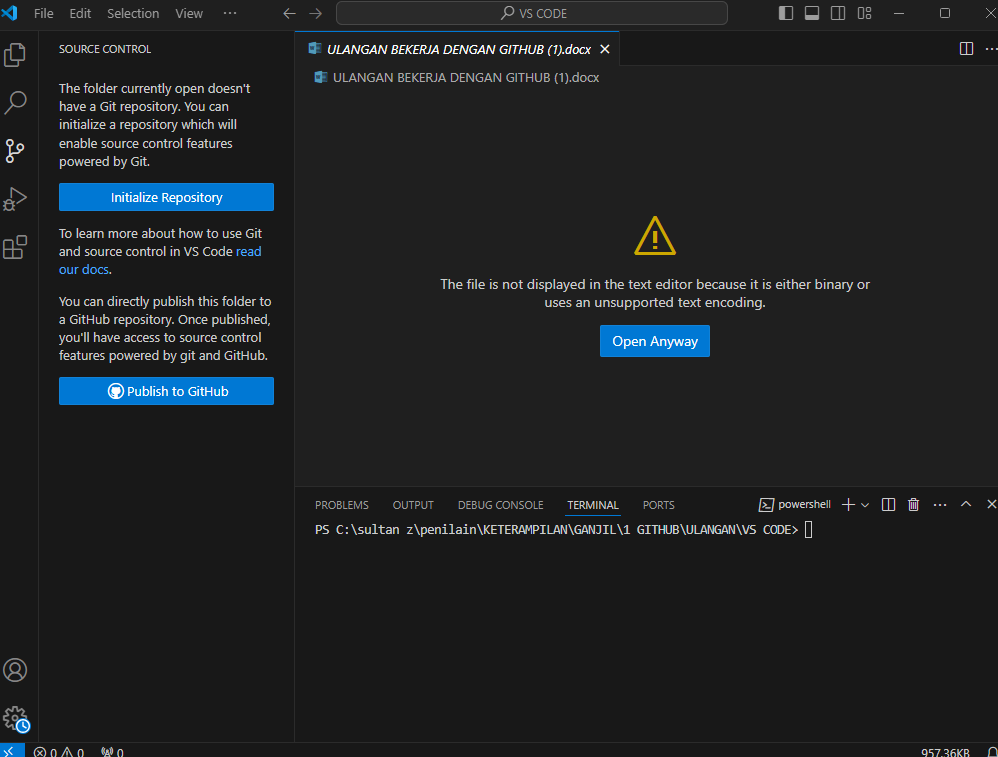 File Edit Selection View ··· VS CODE
SOURCE CONTROL
The folder currently open doesn't
have a Git repository. You can
initialize a repository which will
enable source control features
powered by Git.
Initialize Repository
To learn more about how to use Git
and source control in VS Code read
our docs.
You can directly publish this folder to
a GitHub repository. Once published,
you'll have access to source control
features powered by git and GitHub.
Publish to GitHub
ULANGAN BEKERJA DENGAN GITHUB (1).docx
ULANGAN BEKERJA DENGAN GITHUB (1).docx
The file is not displayed in the text editor because it is either binary or
uses an unsupported text encoding.
Open Anyway
PROBLEMS OUTPUT DEBUG CONSOLE TERMINAL PORTS powershell
PS C:\sultan z\penilain\KETERAMPILAN\GANJIL\1 GITHUB\ULANGAN\VS CODE>
0 0 0 957.36KB